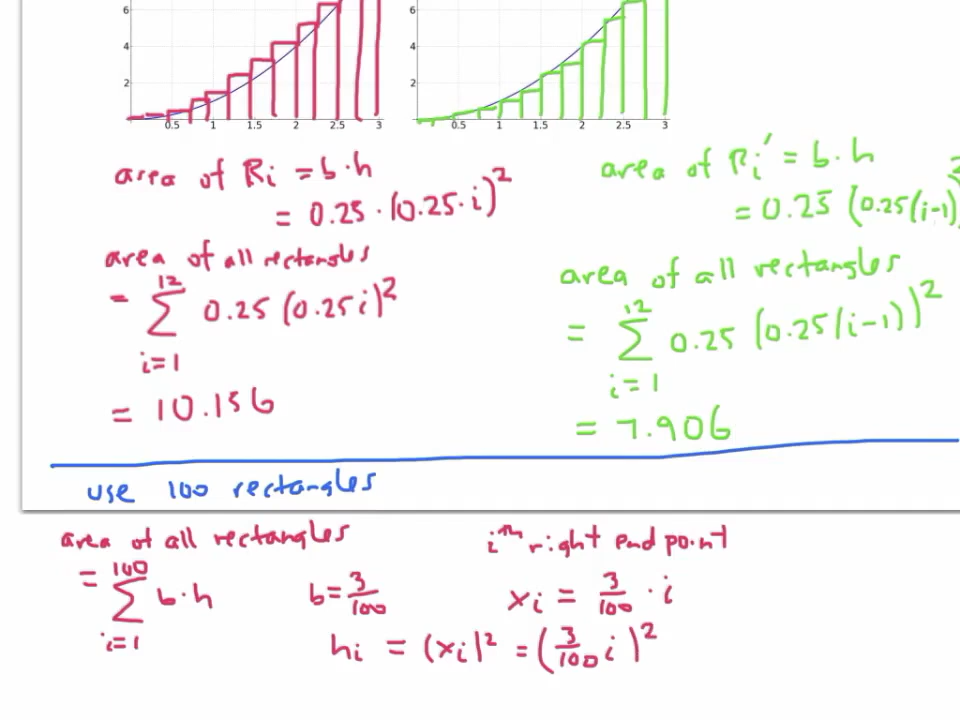 6
4
2
0.5 1 1.5 2 2.5 3
6
4
2
0.5 1 1.5 2 2.5 3
area of Ri = b·h
= 0.25 · (0.25·i)²
area of all rectangles
= ∑_{i=1}^{12} 0.25 (0.25i)²
= 10.156
area of Ri' = b·h
= 0.25 (0.25(i-1))²
area of all rectangles
= ∑_{i=1}^{12} 0.25 (0.25(i-1))²
= 7.906
use 100 rectangles
area of all rectangles
= ∑_{i=1}^{100} b·h
b = 3/100
iᵗʰ right endpoint
xi = 3/100 · i
hi = (xi)² = (3/100 i)²